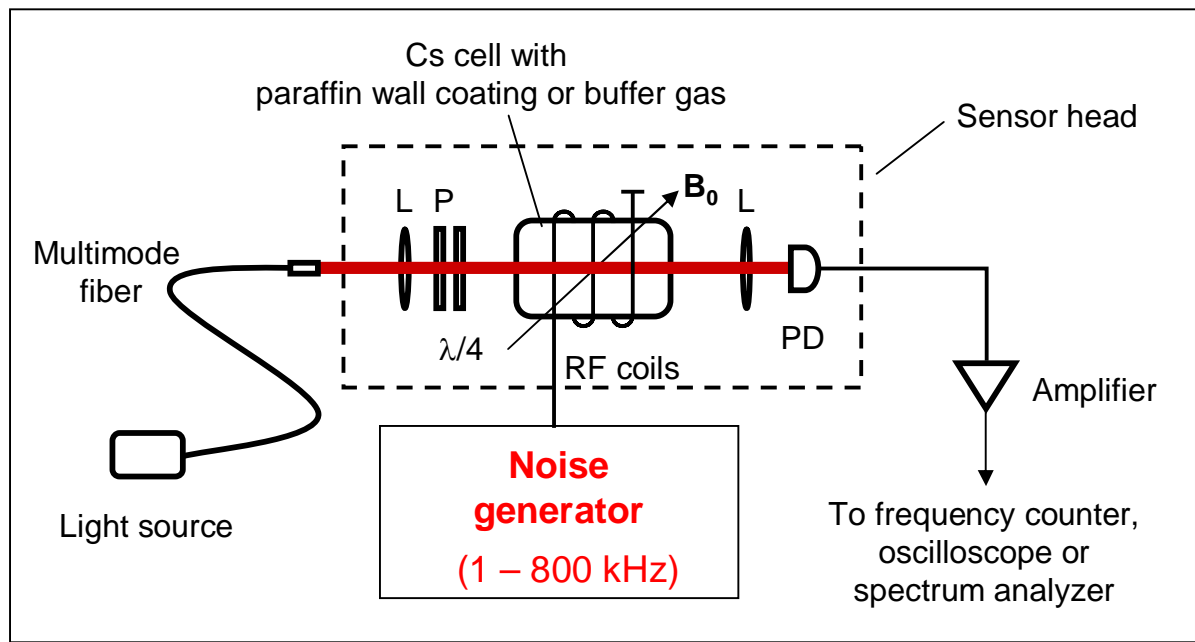 Cs cell with
paraffin wall coating or buffer gas
Sensor head
L
P
B₀
L
Multimode
fiber
λ/4
RF coils
PD
Amplifier
Light source
Noise
generator
(1 – 800 kHz)
To frequency counter,
oscilloscope or
spectrum analyzer